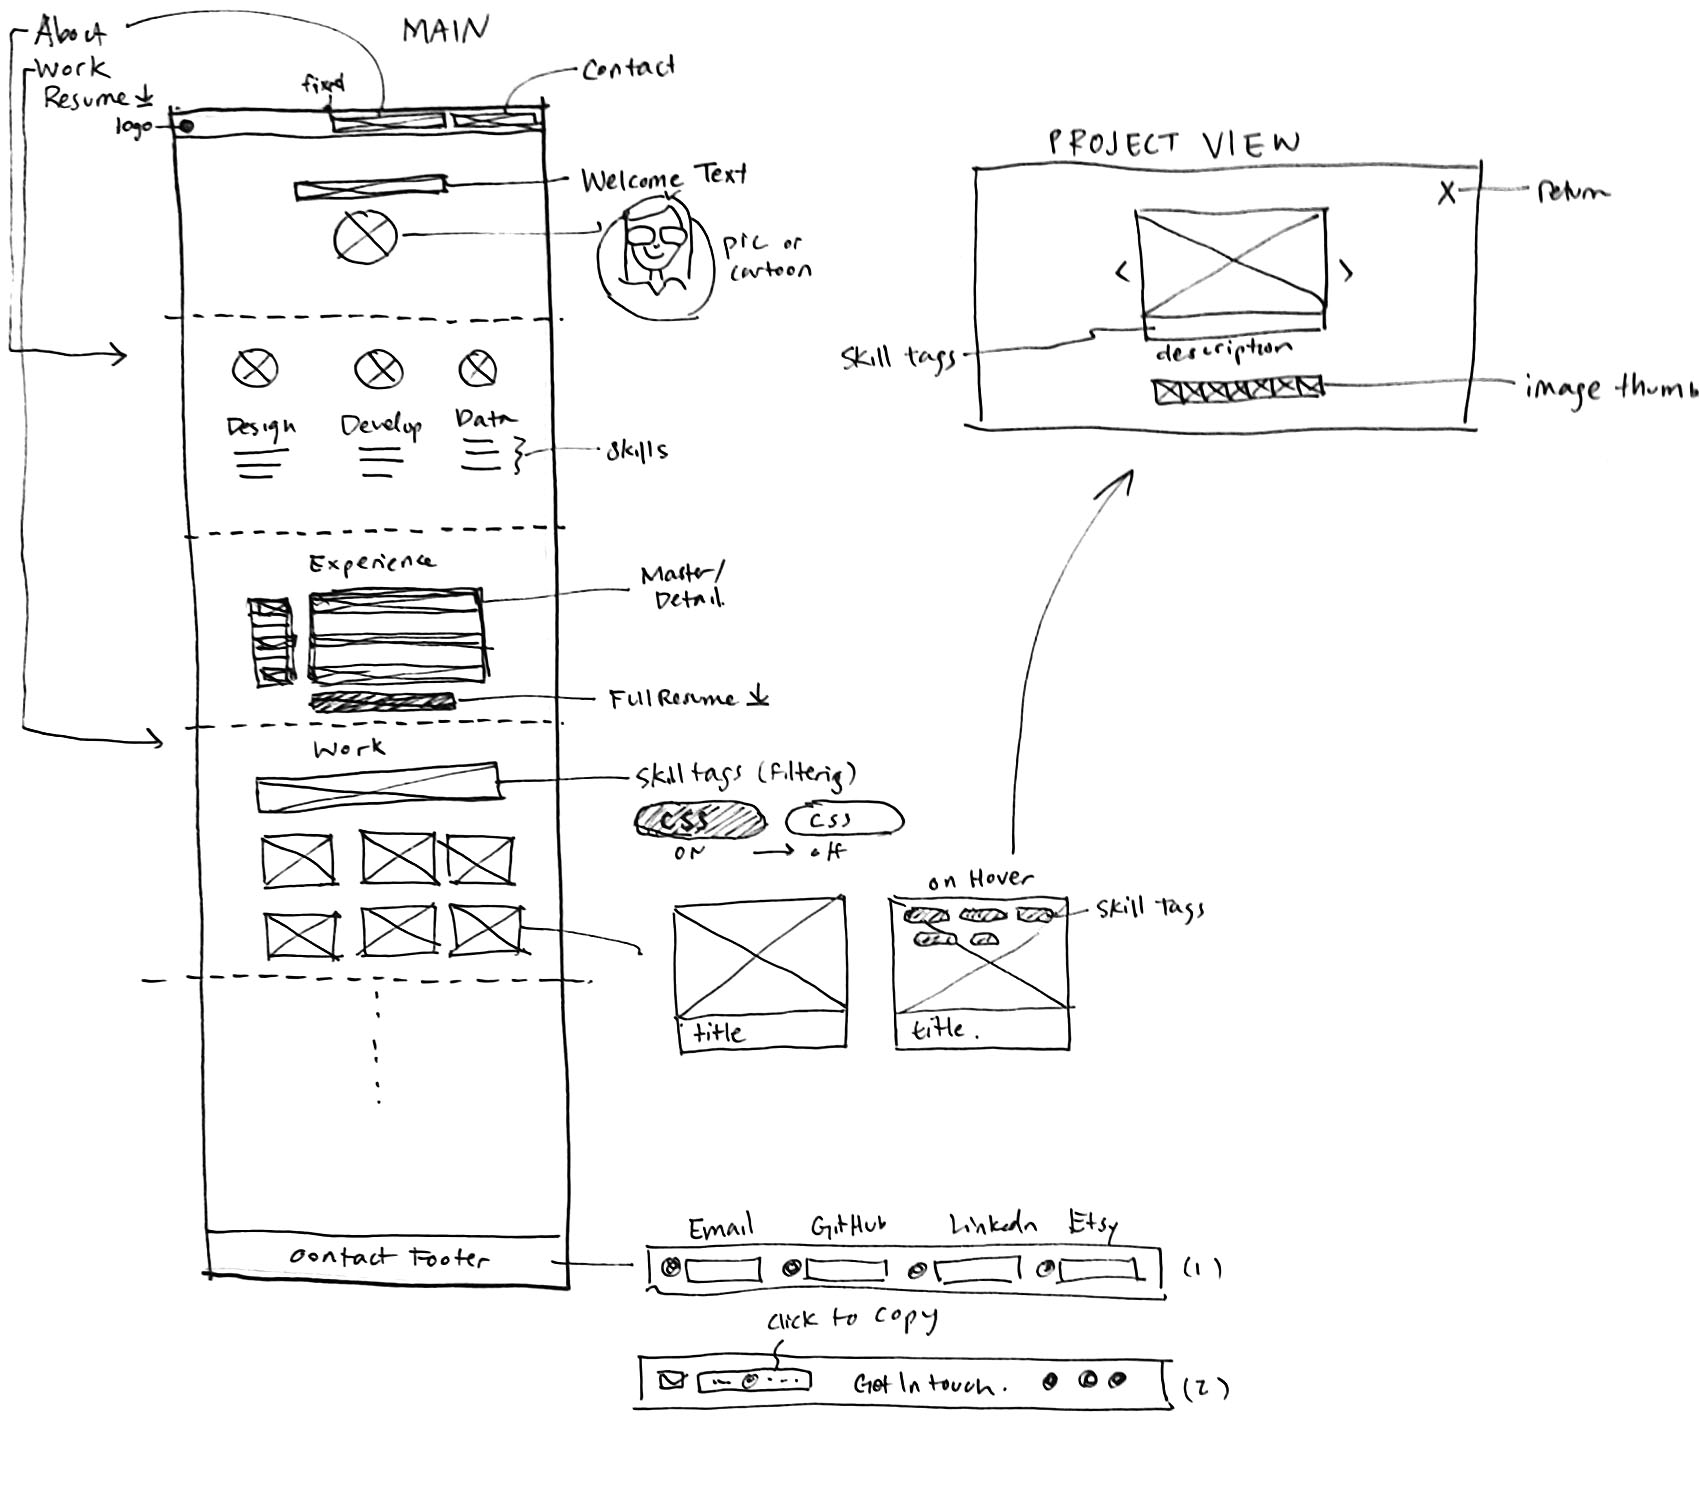 About
Work
Resume
MAIN
fixed
Contact
logo
Welcome Text
pic or
cartoon
Design
Develop
Data
Skills
Experience
Master/
Detail.
Full Resume
Work
Skill tags (filterig)
CSS
CSS
on
off
title
on Hover
Skill tags
title.
Contact Footer
Email
GitHub
LinkedIn
Etsy
(1)
click to copy
Get In touch.
(2)
PROJECT VIEW
X
return
<
>
Skill tags
description
image thumb